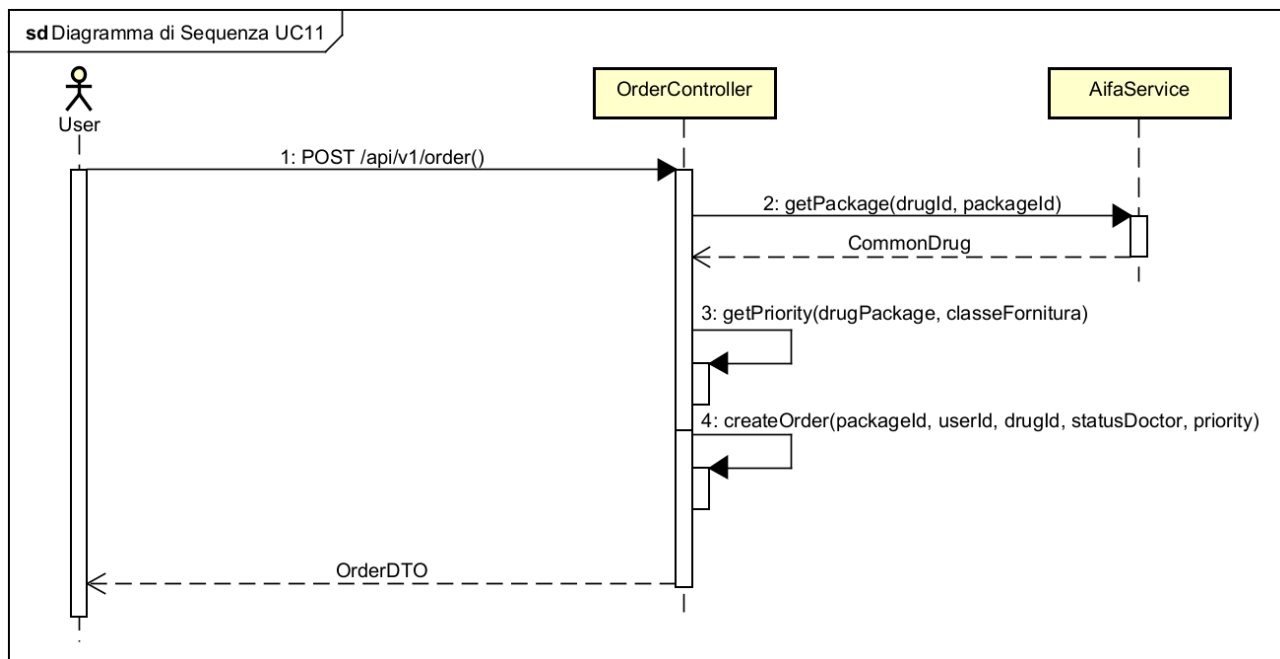 sd Diagramma di Sequenza UC11
User
OrderController
AifaService
1: POST /api/v1/order()
2: getPackage(drugId, packageId)
CommonDrug
3: getPriority(drugPackage, classeFornitura)
4: createOrder(packageId, userId, drugId, statusDoctor, priority)
OrderDTO